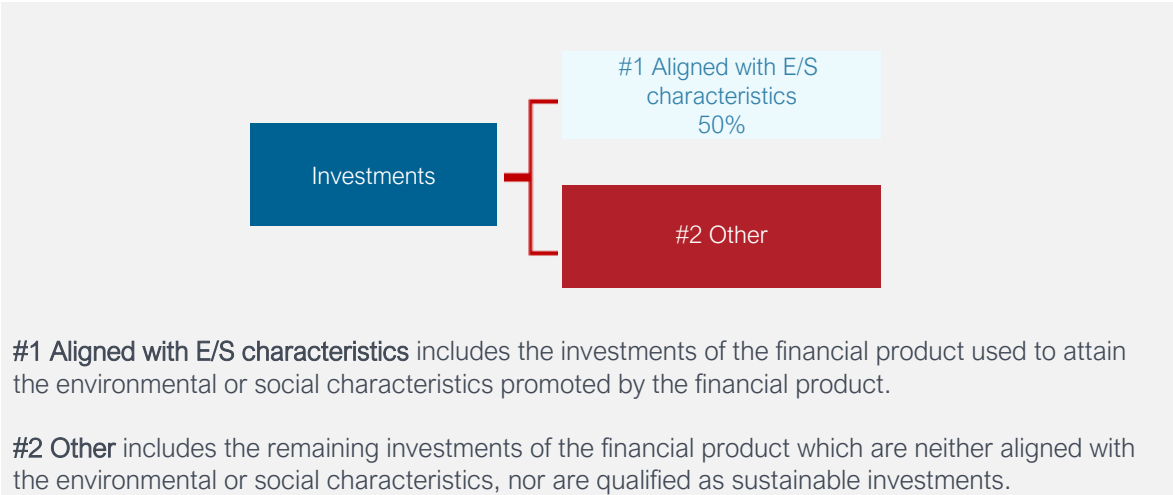 #1 Aligned with E/S
characteristics
50%
Investments
#2 Other
#1 Aligned with E/S characteristics includes the investments of the financial product used to attain
the environmental or social characteristics promoted by the financial product.
#2 Other includes the remaining investments of the financial product which are neither aligned with
the environmental or social characteristics, nor are qualified as sustainable investments.